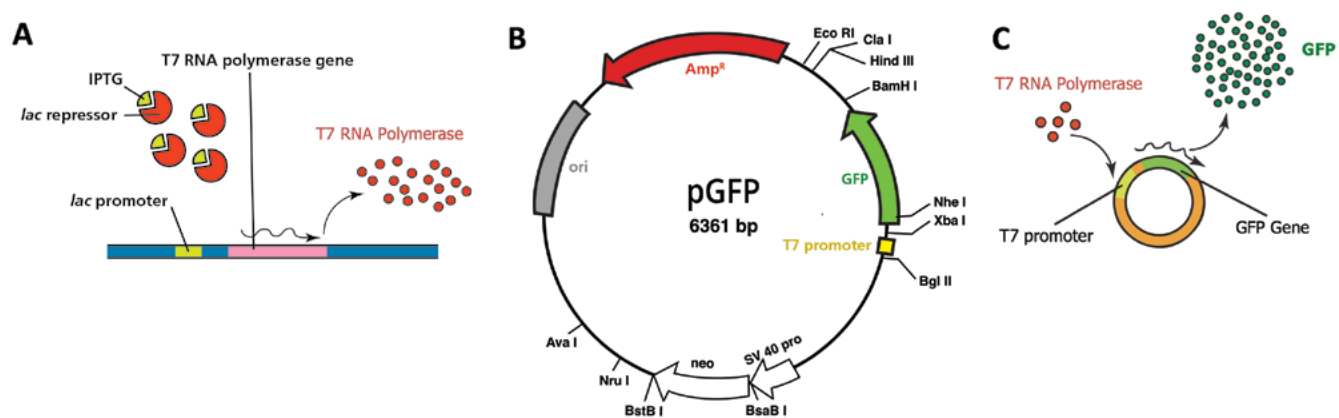 A
IPTG
lac repressor
T7 RNA polymerase gene
T7 RNA Polymerase
lac promoter
B
Amp^R
Eco RI
Cla I
Hind III
BamH I
ori
GFP
pGFP
6361 bp
Nhe I
Xba I
T7 promoter
Bgl II
Ava I
Nru I
BstB I
neo
SV 40 pro
BsaB I
C
GFP
T7 RNA Polymerase
T7 promoter
GFP Gene